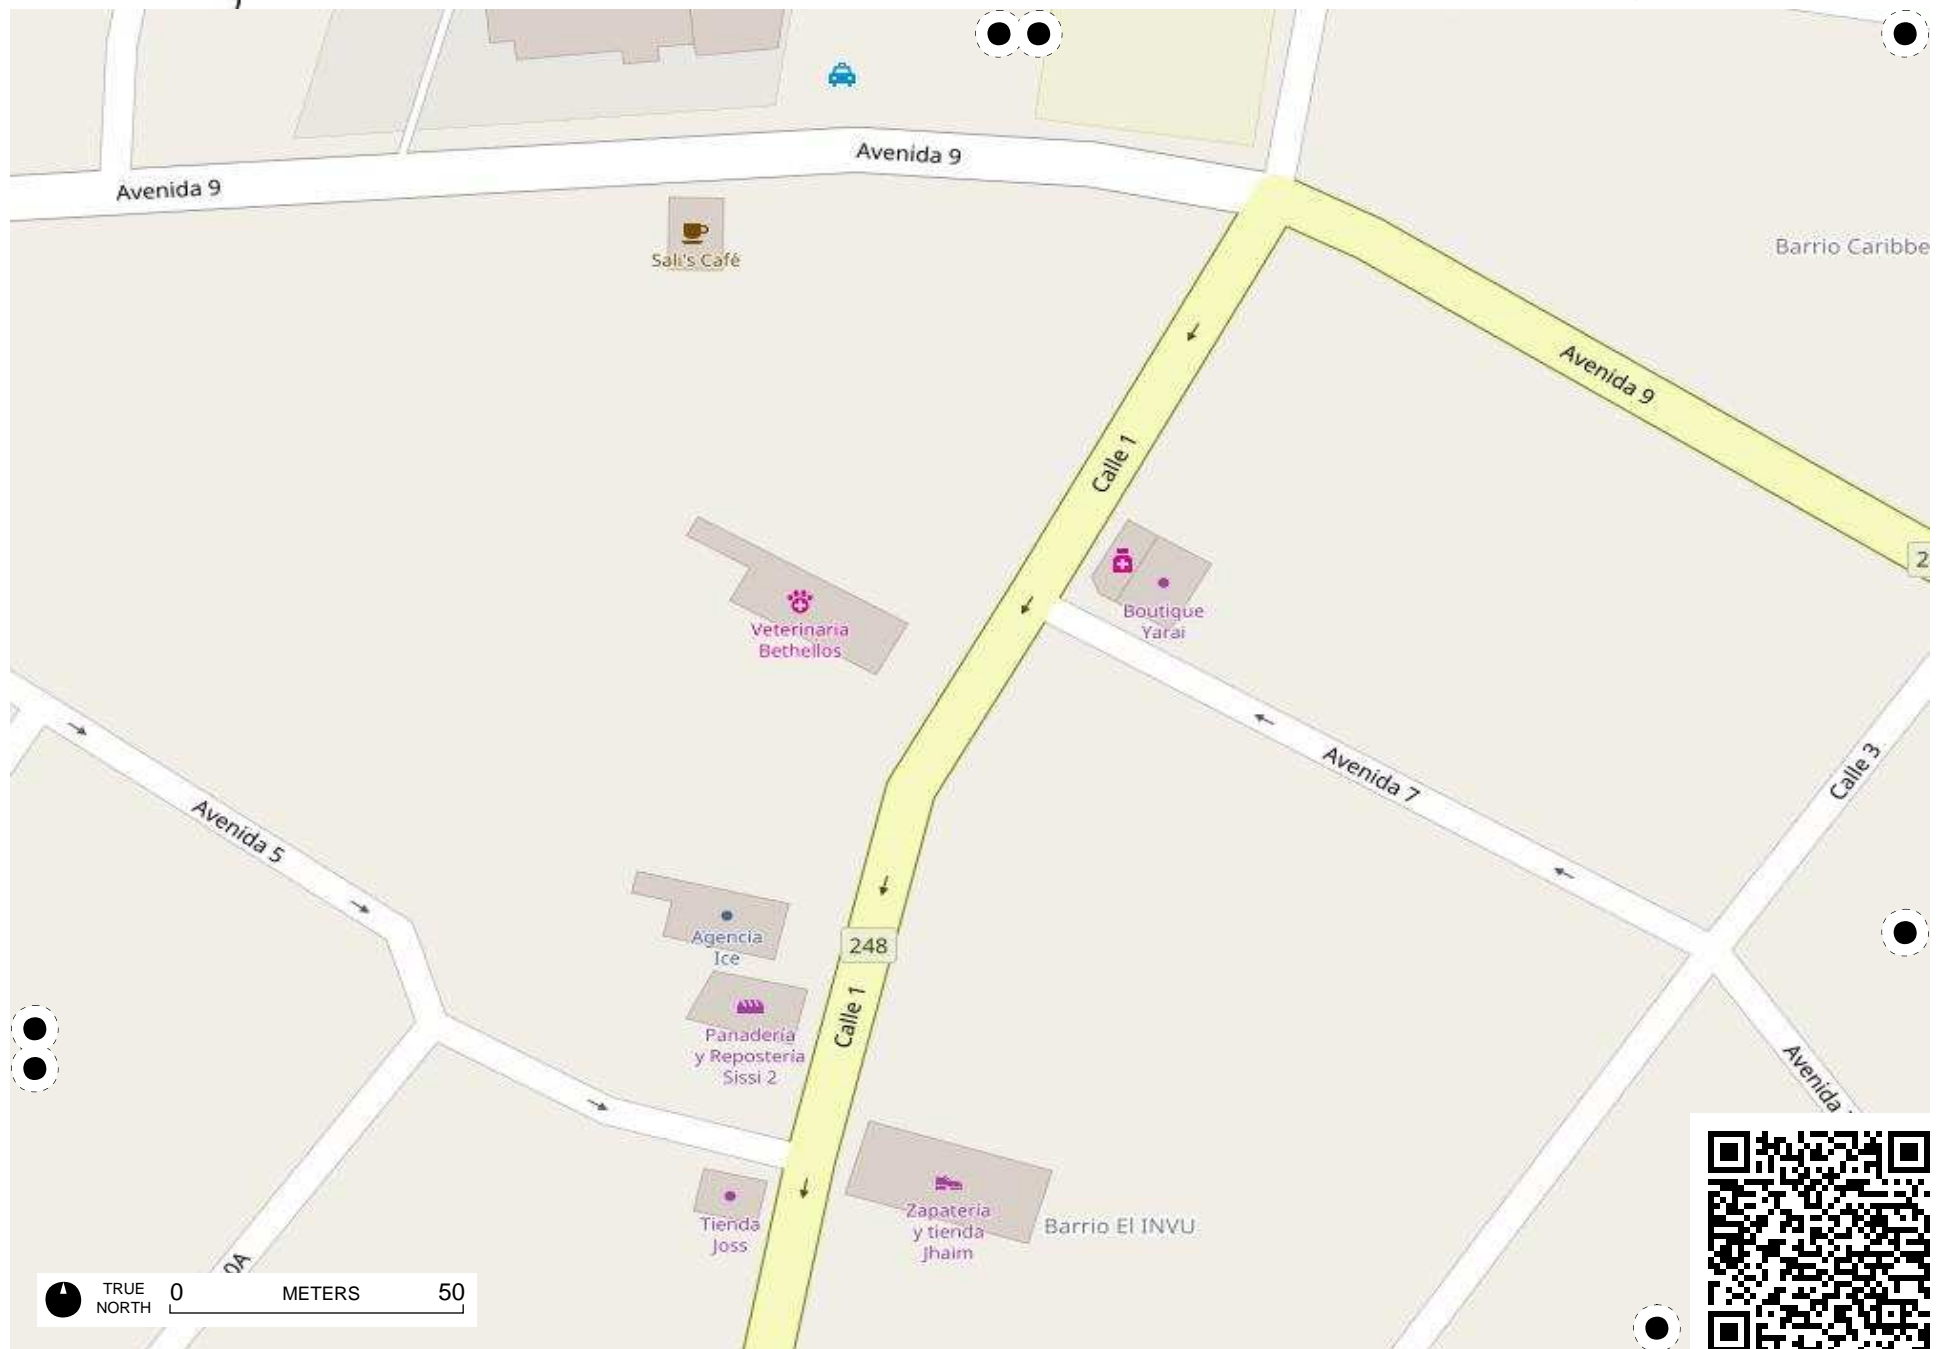 Avenida 9
Avenida 9
Barrio Caribbe
Sali's Café
Avenida 9
Calle 1
2
Boutique
Yarai
Veterinaria
Bethellos
Avenida 7
Calle 3
Avenida 5
Agencia
Ice
248
Calle 1
Panadería
y Repostería
Sissi 2
Avenida
Zapatería
y tienda
Jhaim
Barrio El INVU
Tienda
Joss
0A
TRUE
NORTH
0 METERS 50